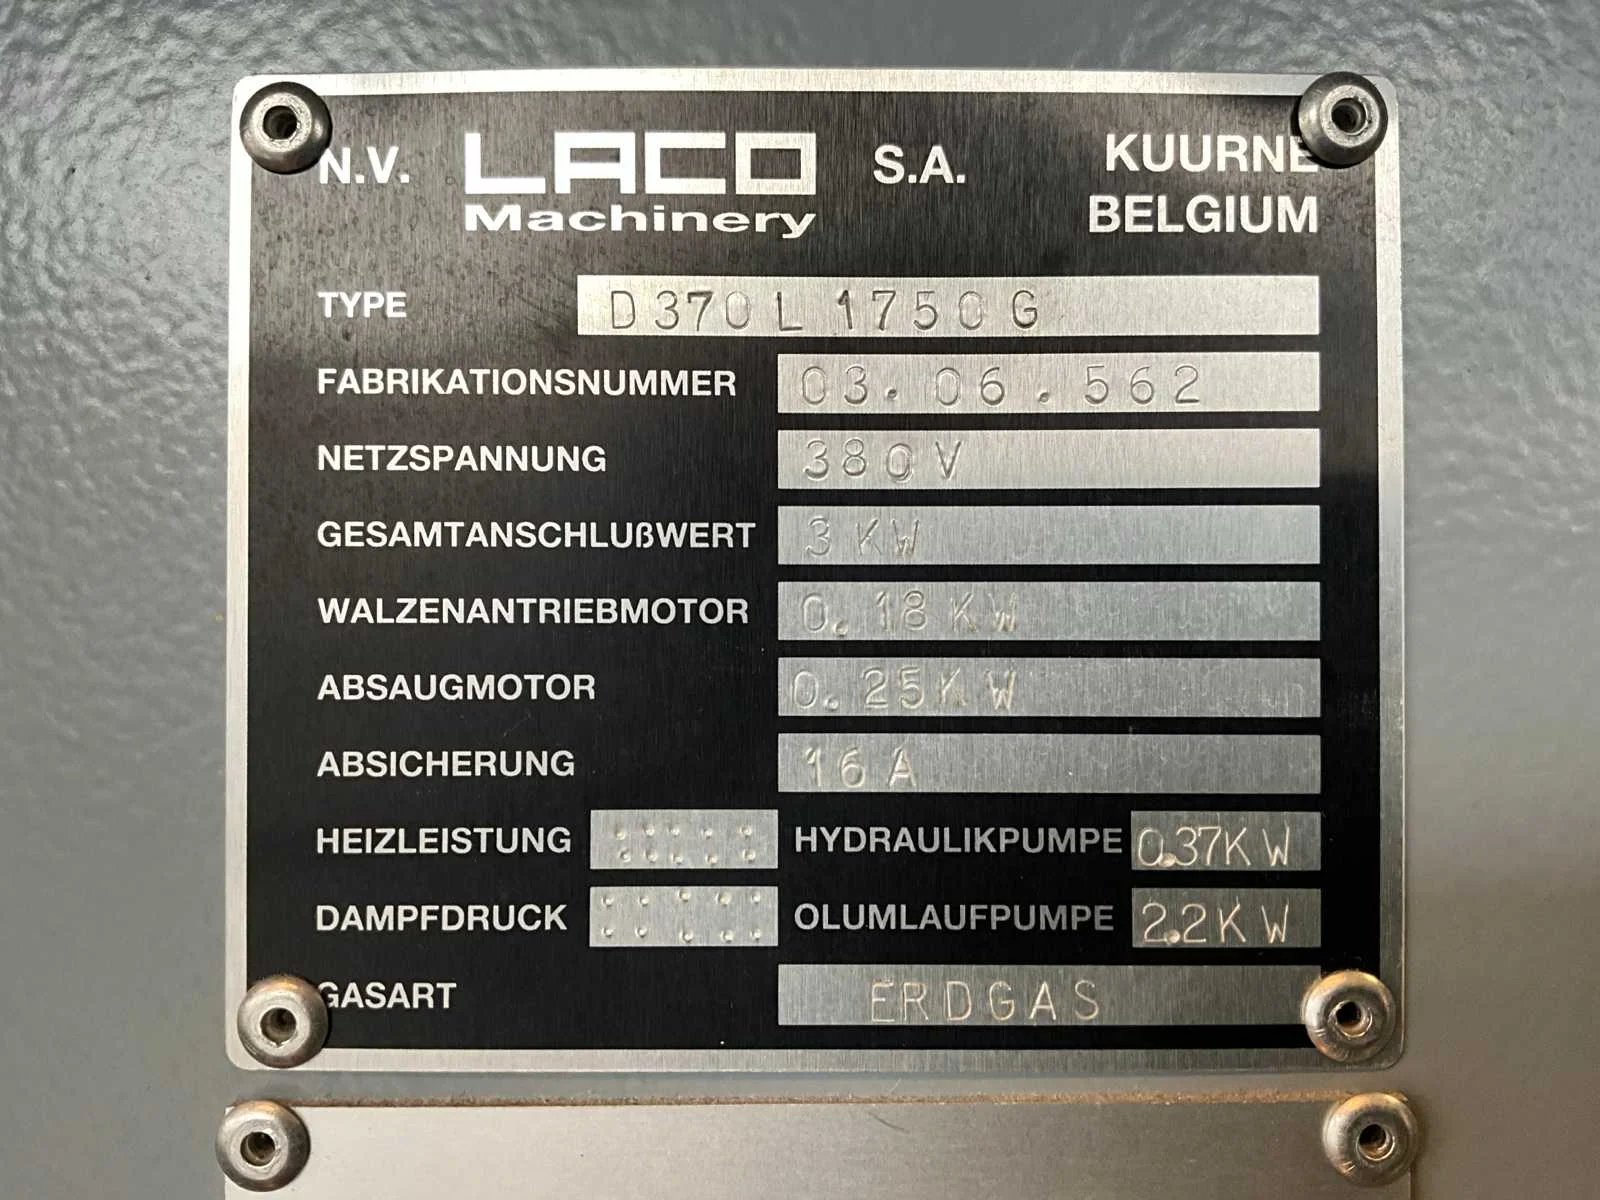 N.V. LACO S.A. KUURNE
Machinery BELGIUM
TYPE D370L1750G
FABRIKATIONSNUMMER 03.06.562
NETZSPANNUNG 380V
GESAMTANSCHLUßWERT 3KW
WALZENANTRIEBMOTOR 0.18KW
ABSAUGMOTOR 0.25KW
ABSICHERUNG 16A
HEIZLEISTUNG HYDRAULIKPUMPE 0.37KW
DAMPFDRUCK OLUMLAUFPUMPE 2.2KW
GASART ERDGAS